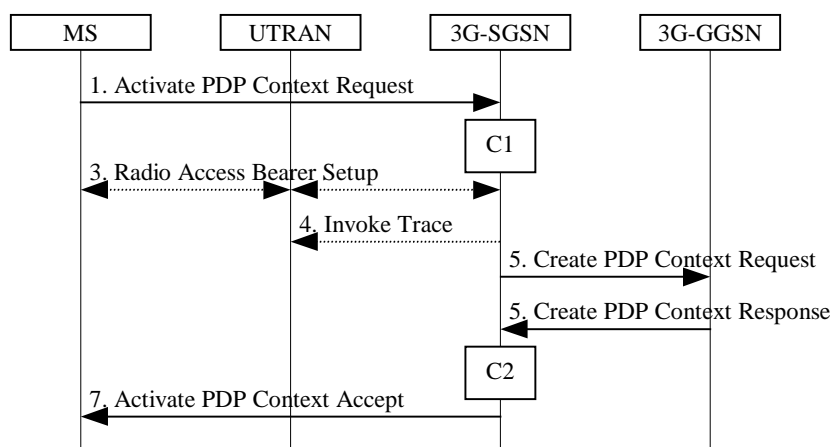 MS UTRAN 3G-SGSN 3G-GGSN
1. Activate PDP Context Request
C1
3. Radio Access Bearer Setup
4. Invoke Trace
5. Create PDP Context Request
5. Create PDP Context Response
C2
7. Activate PDP Context Accept